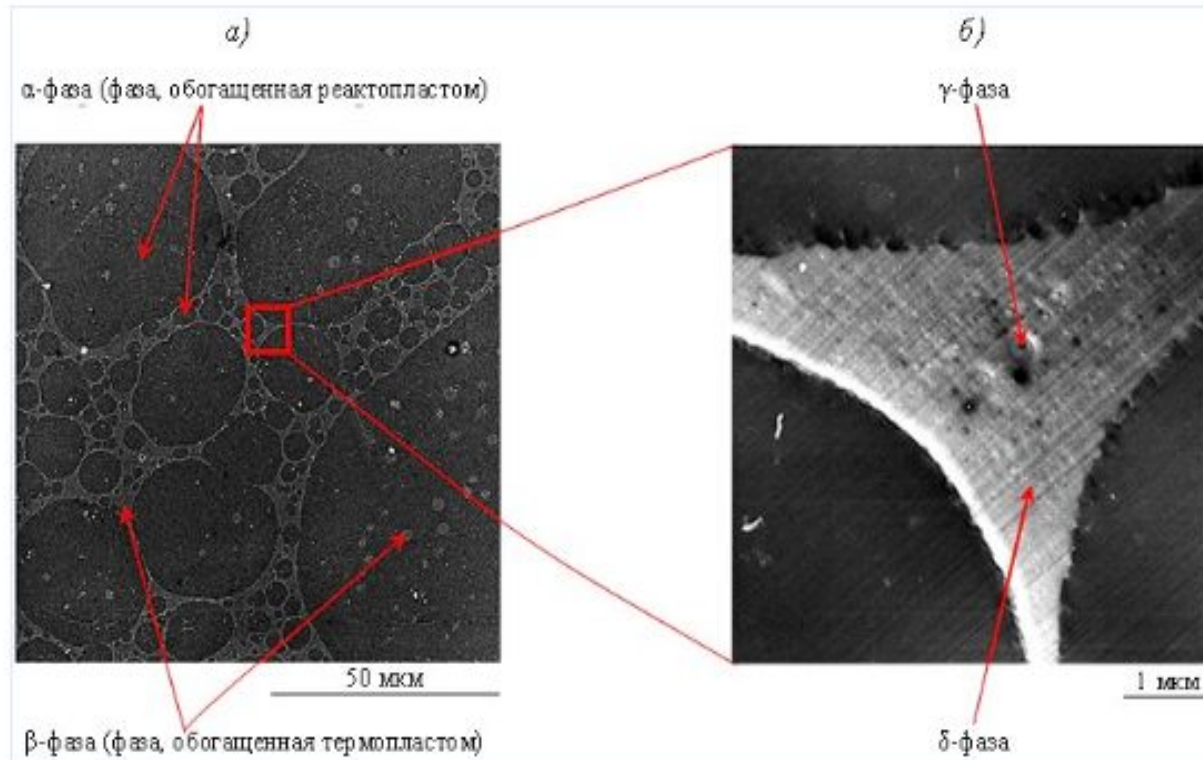 а)
б)
α-фаза (фаза, обогащенная реактопластом)
γ-фаза
50 мкм
1 мкм
β-фаза (фаза, обогащенная термопластом)
δ-фаза